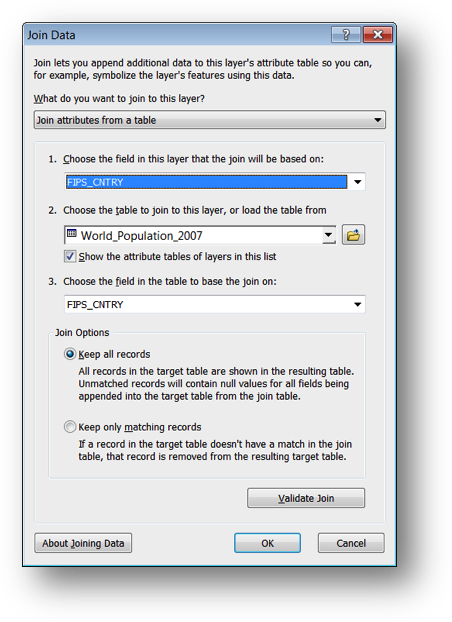 Join Data
Join lets you append additional data to this layer's attribute table so you can,
for example, symbolize the layer's features using this data.
What do you want to join to this layer?
Join attributes from a table
1. Choose the field in this layer that the join will be based on:
FIPS_CNTRY
2. Choose the table to join to this layer, or load the table from
World_Population_2007
Show the attribute tables of layers in this list
3. Choose the field in the table to base the join on:
FIPS_CNTRY
Join Options
Keep all records
All records in the target table are shown in the resulting table.
Unmatched records will contain null values for all fields being
appended into the target table from the join table.
Keep only matching records
If a record in the target table doesn't have a match in the join
table, that record is removed from the resulting target table.
Validate Join
About Joining Data OK Cancel